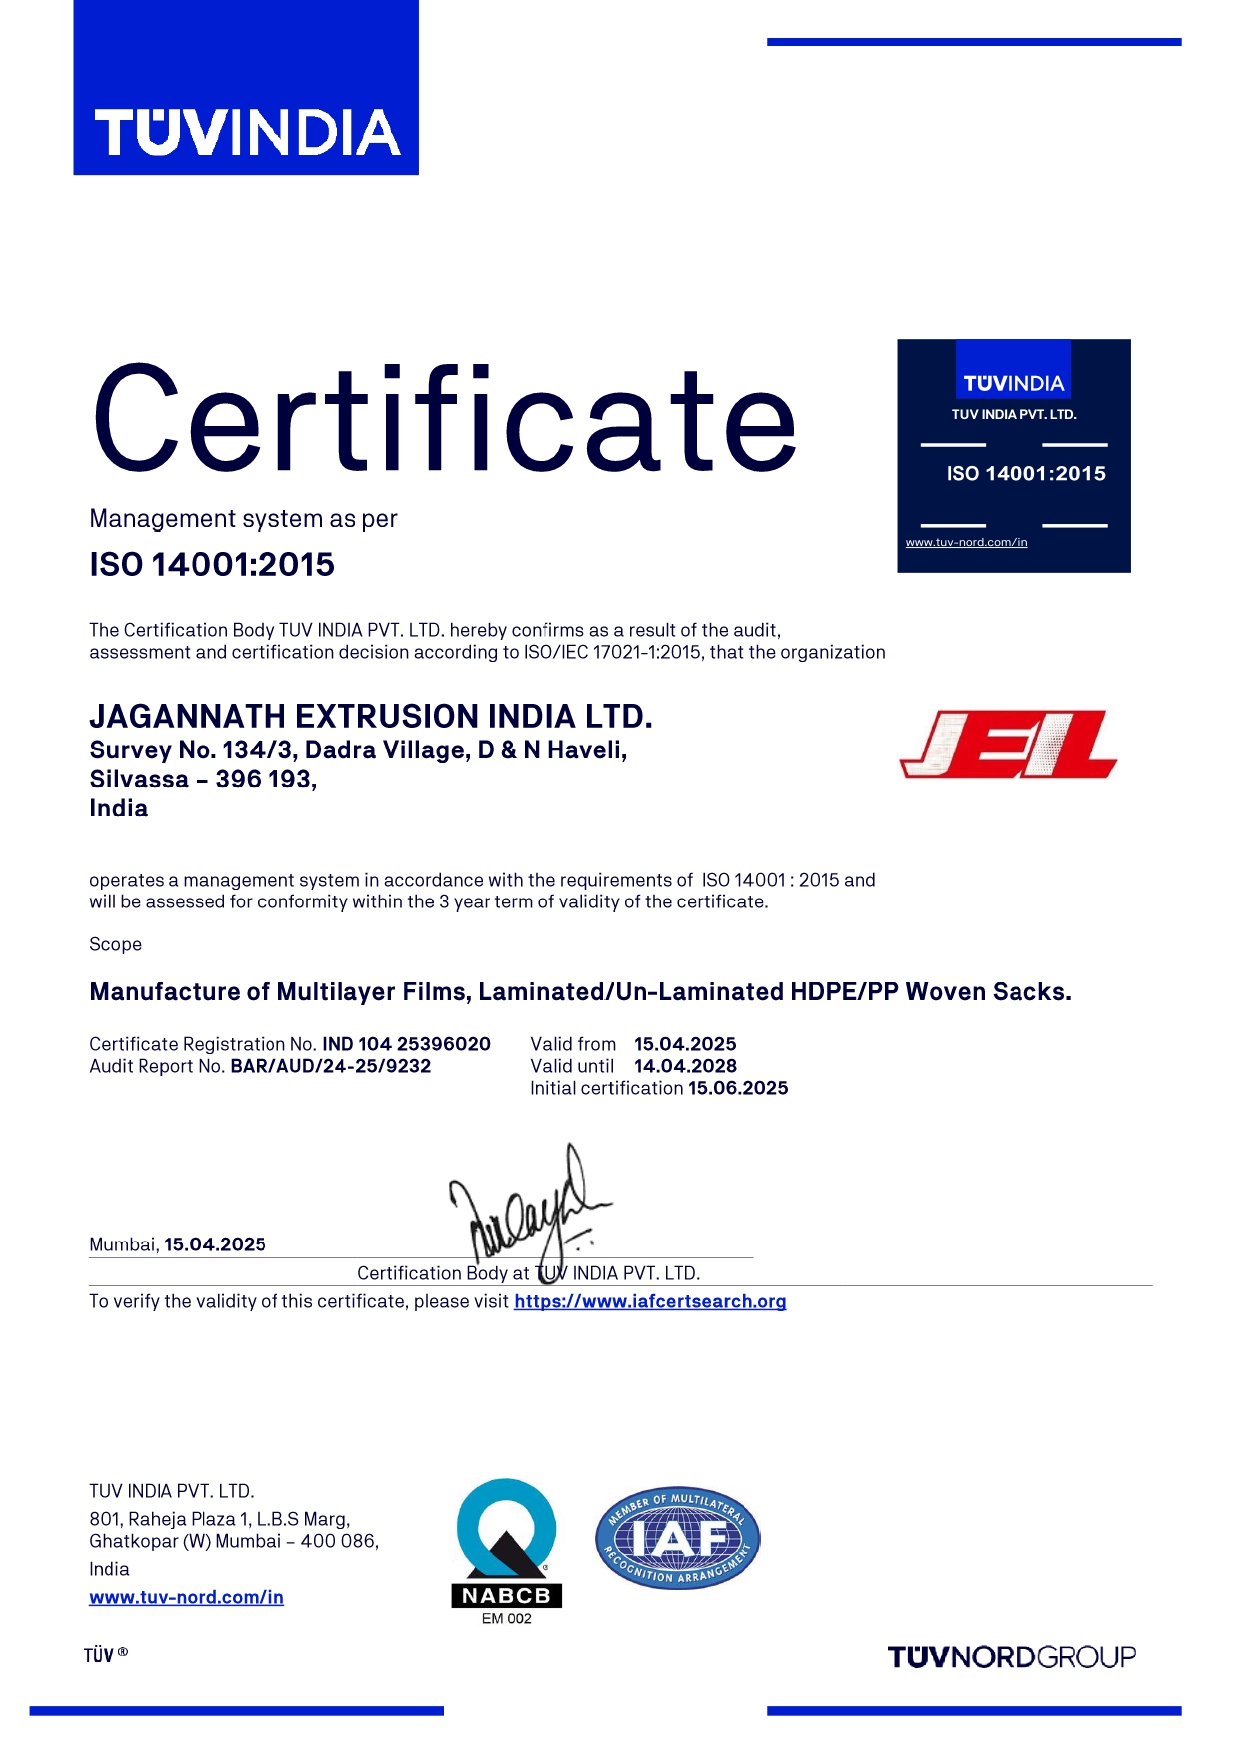 TÜVINDIA
Certificate
TÜVINDIA
TUV INDIA PVT. LTD.
ISO 14001:2015
www.tuv-nord.com/in
Management system as per
ISO 14001:2015
The Certification Body TUV INDIA PVT. LTD. hereby confirms as a result of the audit,
assessment and certification decision according to ISO/IEC 17021-1:2015, that the organization
JAGANNATH EXTRUSION INDIA LTD.
Survey No. 134/3, Dadra Village, D & N Haveli,
Silvassa – 396 193,
India
JEIL
operates a management system in accordance with the requirements of ISO 14001 : 2015 and
will be assessed for conformity within the 3 year term of validity of the certificate.
Scope
Manufacture of Multilayer Films, Laminated/Un-Laminated HDPE/PP Woven Sacks.
Certificate Registration No. IND 104 25396020
Audit Report No. BAR/AUD/24-25/9232
Valid from 15.04.2025
Valid until 14.04.2028
Initial certification 15.06.2025
Mumbai, 15.04.2025
Certification Body at TUV INDIA PVT. LTD.
To verify the validity of this certificate, please visit https://www.iafcertsearch.org
TUV INDIA PVT. LTD.
801, Raheja Plaza 1, L.B.S Marg,
Ghatkopar (W) Mumbai – 400 086,
India
www.tuv-nord.com/in
NABCB
EM 002
MEMBER OF MULTILATERAL
IAF
RECOGNITION ARRANGEMENT
TÜV ®
TÜVNORDGROUP